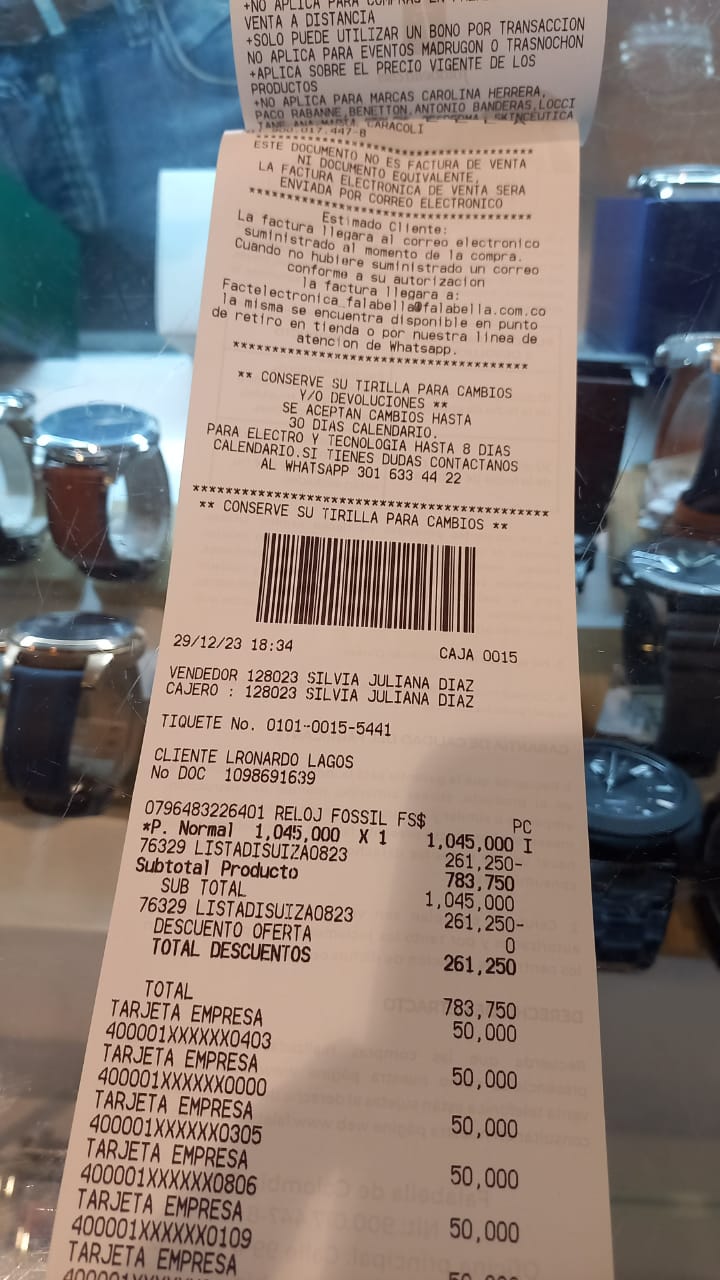 +NO APLICA PARA COMPRAS EN
VENTA A DISTANCIA
+SOLO PUEDE UTILIZAR UN BONO POR TRANSACCION
NO APLICA PARA EVENTOS MADRUGON O TRASNOCHON
+APLICA SOBRE EL PRECIO VIGENTE DE LOS
PRODUCTOS
+NO APLICA PARA MARCAS CAROLINA HERRERA,
PACO RABANNE,BENETTON,ANTONIO BANDERAS,LOCCI
CARACOLI
900.017.447-8
************************************
ESTE DOCUMENTO NO ES FACTURA DE VENTA
NI DOCUMENTO EQUIVALENTE,
LA FACTURA ELECTRONICA DE VENTA SERA
ENVIADA POR CORREO ELECTRONICO
************************************
Estimado Cliente:
La factura llegara al correo electronico
suministrado al momento de la compra.
Cuando no hubiere suministrado un correo
conforme a su autorizacion
la factura llegara a:
Factelectronica_falabella@falabella.com.co
la misma se encuentra disponible en punto
de retiro en tienda o por nuestra linea de
atencion de Whatsapp.
**************************************
** CONSERVE SU TIRILLA PARA CAMBIOS
Y/O DEVOLUCIONES **
SE ACEPTAN CAMBIOS HASTA
30 DIAS CALENDARIO.
PARA ELECTRO Y TECNOLOGIA HASTA 8 DIAS
CALENDARIO.SI TIENES DUDAS CONTACTANOS
AL WHATSAPP 301 633 44 22
********************************************
** CONSERVE SU TIRILLA PARA CAMBIOS **
29/12/23 18:34 CAJA 0015
VENDEDOR 128023 SILVIA JULIANA DIAZ
CAJERO : 128023 SILVIA JULIANA DIAZ
TIQUETE No. 0101-0015-5441
CLIENTE LRONARDO LAGOS
No DOC 1098691639
0796483226401 RELOJ FOSSIL FS$ PC
*P. Normal 1,045,000 X 1 1,045,000 I
76329 LISTADISUIZA0823 261,250-
Subtotal Producto 783,750
SUB TOTAL 1,045,000
76329 LISTADISUIZA0823 261,250-
DESCUENTO OFERTA 0
TOTAL DESCUENTOS 261,250
TOTAL 783,750
TARJETA EMPRESA 50,000
400001XXXXXX0403
TARJETA EMPRESA 50,000
400001XXXXXX0000
TARJETA EMPRESA 50,000
400001XXXXXX0305
TARJETA EMPRESA 50,000
400001XXXXXX0806
TARJETA EMPRESA 50,000
400001XXXXXX0109
TARJETA EMPRESA